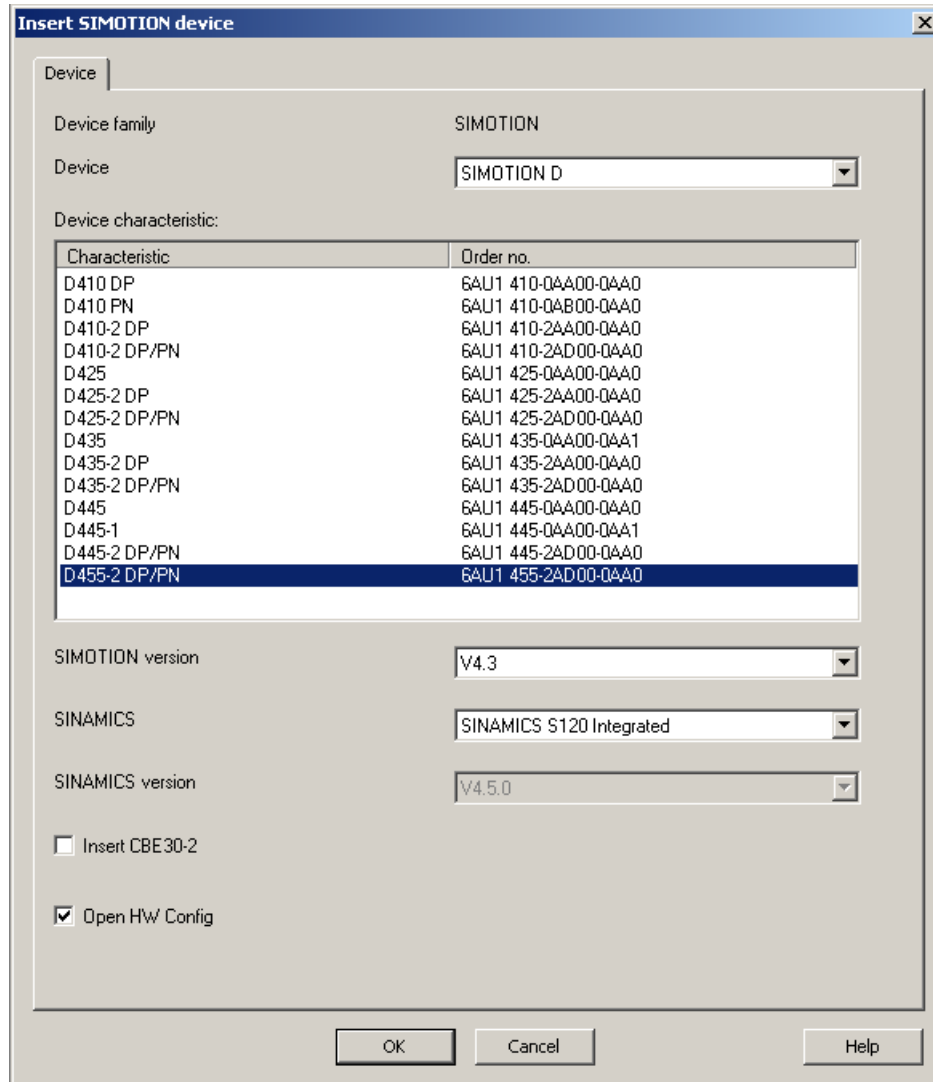 Insert SIMOTION device
Device
Device family SIMOTION
Device SIMOTION D
Device characteristic:
Characteristic Order no.
D410 DP 6AU1 410-0AA00-0AA0
D410 PN 6AU1 410-0AB00-0AA0
D410-2 DP 6AU1 410-2AA00-0AA0
D410-2 DP/PN 6AU1 410-2AD00-0AA0
D425 6AU1 425-0AA00-0AA0
D425-2 DP 6AU1 425-2AA00-0AA0
D425-2 DP/PN 6AU1 425-2AD00-0AA0
D435 6AU1 435-0AA00-0AA1
D435-2 DP 6AU1 435-2AA00-0AA0
D435-2 DP/PN 6AU1 435-2AD00-0AA0
D445 6AU1 445-0AA00-0AA0
D445-1 6AU1 445-0AA00-0AA1
D445-2 DP/PN 6AU1 445-2AD00-0AA0
D455-2 DP/PN 6AU1 455-2AD00-0AA0
SIMOTION version V4.3
SINAMICS SINAMICS S120 Integrated
SINAMICS version V4.5.0
Insert CBE30-2
Open HW Config
OK Cancel Help